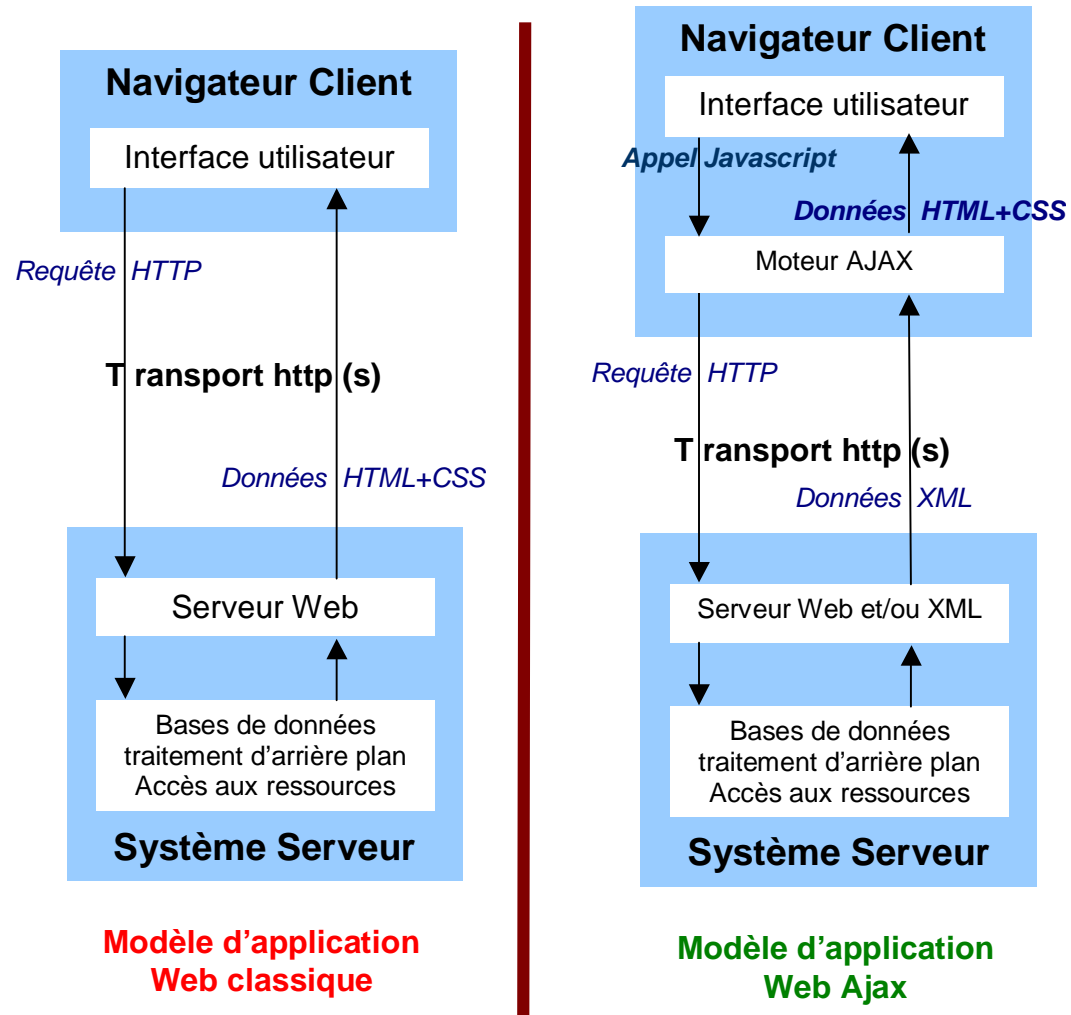 Navigateur Client
Interface utilisateur
Requête HTTP
T ransport http (s)
Données HTML+CSS
Serveur Web
Bases de données
traitement d'arrière plan
Accès aux ressources
Système Serveur
Modèle d'application
Web classique
Navigateur Client
Interface utilisateur
Appel Javascript
Données HTML+CSS
Moteur AJAX
Requête HTTP
T ransport http (s)
Données XML
Serveur Web et/ou XML
Bases de données
traitement d'arrière plan
Accès aux ressources
Système Serveur
Modèle d'application
Web Ajax